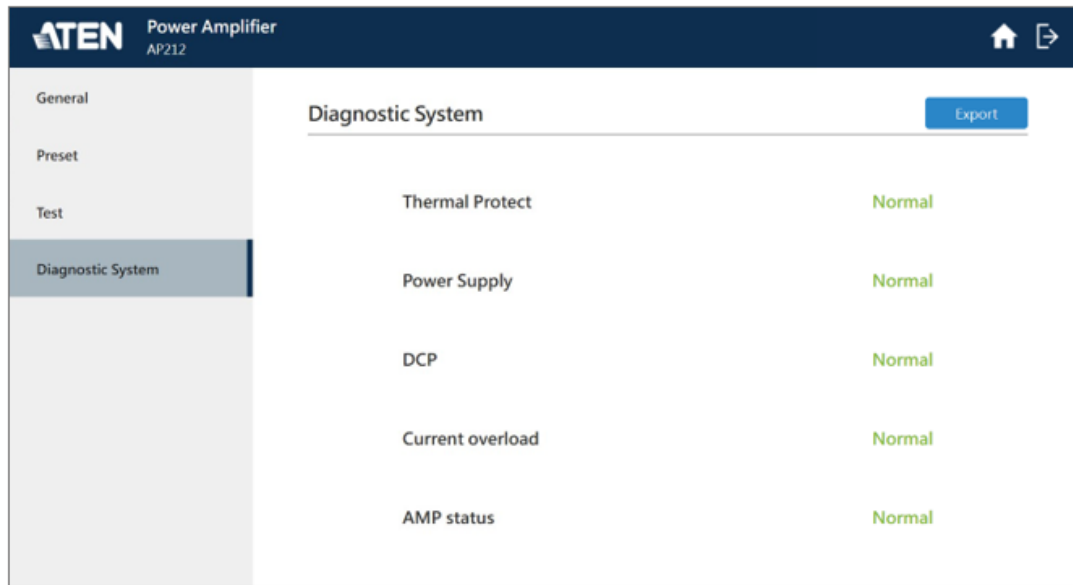 ATEN
Power Amplifier
AP212
General
Preset
Test
Diagnostic System
Diagnostic System
Export
Thermal Protect Normal
Power Supply Normal
DCP Normal
Current overload Normal
AMP status Normal